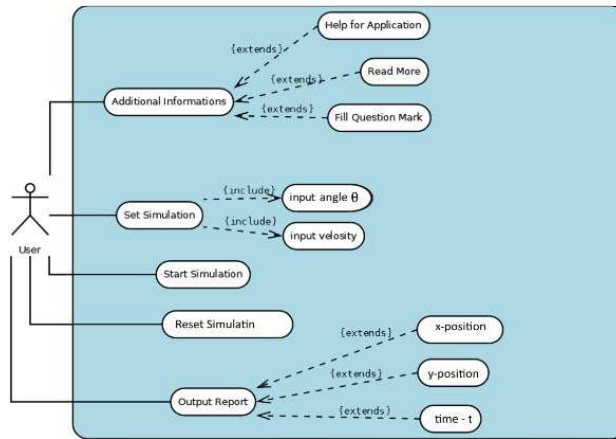 Help for Application
{extends}
Read More
{extends}
Additional Informations
{extends}
Fill Question Mark
{include}
input angle θ
Set Simulation
{include}
input velosity
User
Start Simulation
Reset Simulatin
x-position
{extends}
y-position
{extends}
Output Report
{extends}
time - t